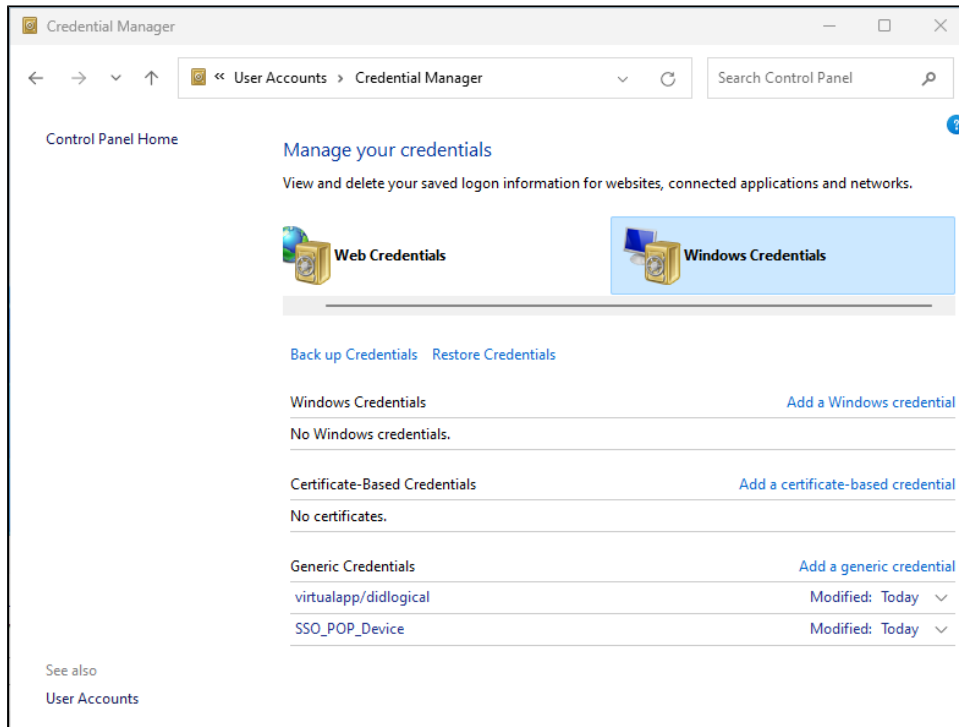 Credential Manager
« User Accounts > Credential Manager
Search Control Panel
?
Control Panel Home
Manage your credentials
View and delete your saved logon information for websites, connected applications and networks.
Web Credentials
Windows Credentials
Back up Credentials Restore Credentials
Windows Credentials Add a Windows credential
No Windows credentials.
Certificate-Based Credentials Add a certificate-based credential
No certificates.
Generic Credentials Add a generic credential
virtualapp/didlogical Modified: Today
SSO_POP_Device Modified: Today
See also
User Accounts